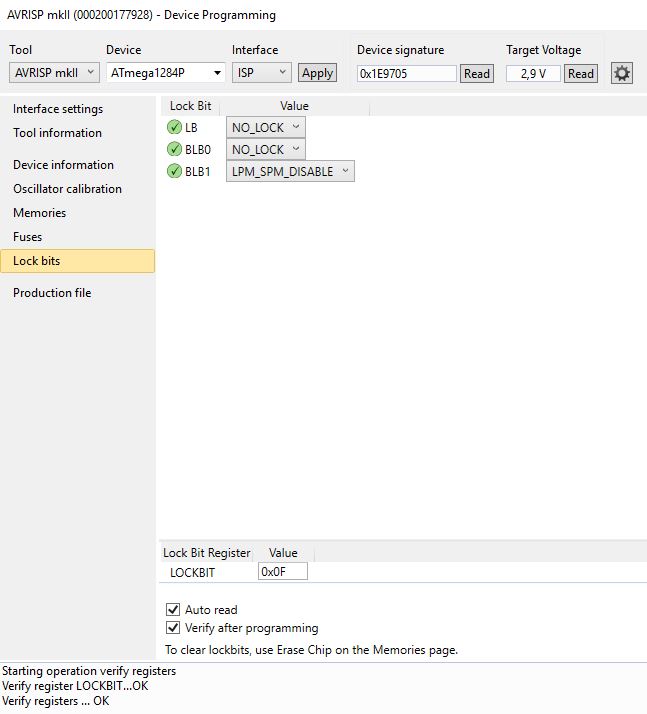 AVRISP mkII (000200177928) - Device Programming
Tool Device Interface Device signature Target Voltage
AVRISP mkII ATmega1284P ISP Apply 0x1E9705 Read 2,9 V Read
Interface settings
Tool information
Device information
Oscillator calibration
Memories
Fuses
Lock bits
Production file
Lock Bit Value
LB NO_LOCK
BLB0 NO_LOCK
BLB1 LPM_SPM_DISABLE
Lock Bit Register Value
LOCKBIT 0x0F
Auto read
Verify after programming
To clear lockbits, use Erase Chip on the Memories page.
Starting operation verify registers
Verify register LOCKBIT...OK
Verify registers ... OK